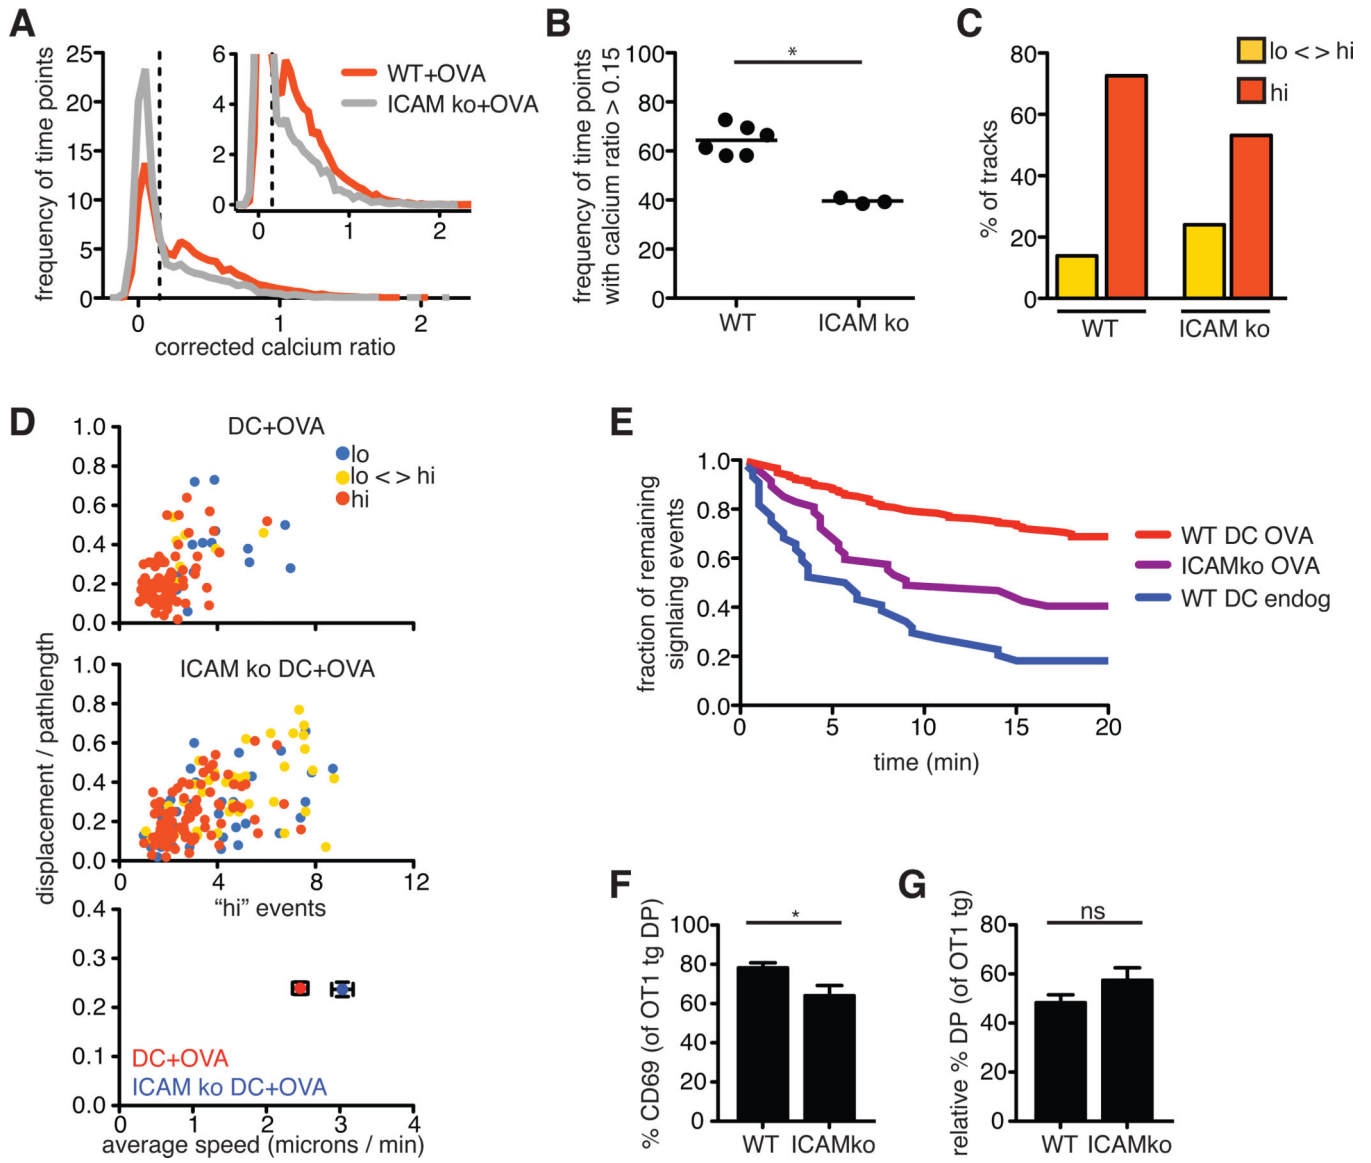 A
frequency of time points
25
20
15
10
5
0
0
1
2
corrected calcium ratio
6
4
2
0
0
1
2
WT+OVA
ICAM ko+OVA
B
frequency of time points
with calcium ratio > 0.15
100
80
60
40
20
0
*
WT
ICAM ko
C
% of tracks
80
60
40
20
0
lo < > hi
hi
WT
ICAM ko
D
displacement / pathlength
DC+OVA
1.0
0.8
0.6
0.4
0.2
0.0
lo
lo < > hi
hi
ICAM ko DC+OVA
1.0
0.8
0.6
0.4
0.2
0.0
0
4
8
12
“hi” events
0.4
0.3
0.2
0.1
0.0
DC+OVA
ICAM ko DC+OVA
0
1
2
3
4
average speed (microns / min)
E
fraction of remaining
signlaing events
1.0
0.8
0.6
0.4
0.2
0.0
0
5
10
15
20
time (min)
WT DC OVA
ICAMko OVA
WT DC endog
F
% CD69 (of OT1 tg DP)
100
80
60
40
20
0
*
WT
ICAMko
G
relative % DP (of OT1 tg)
80
60
40
20
0
ns
WT
ICAMko